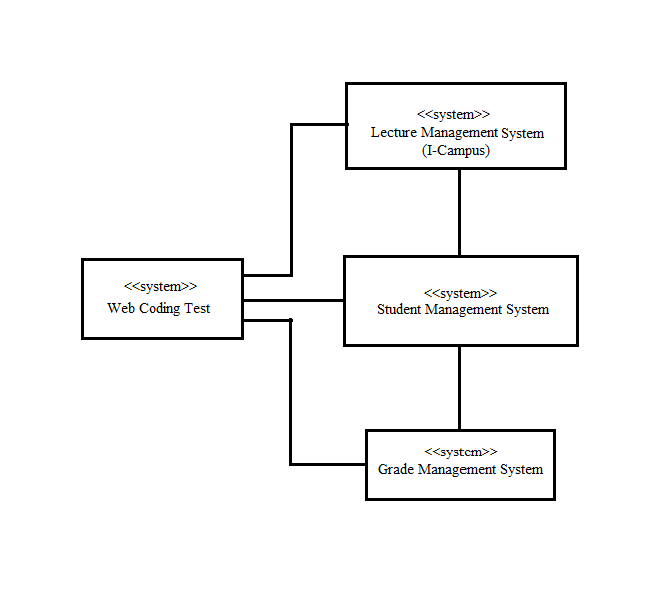 <<system>>
Lecture Management System
(I-Campus)
<<system>>
Web Coding Test
<<system>>
Student Management System
<<system>>
Grade Management System